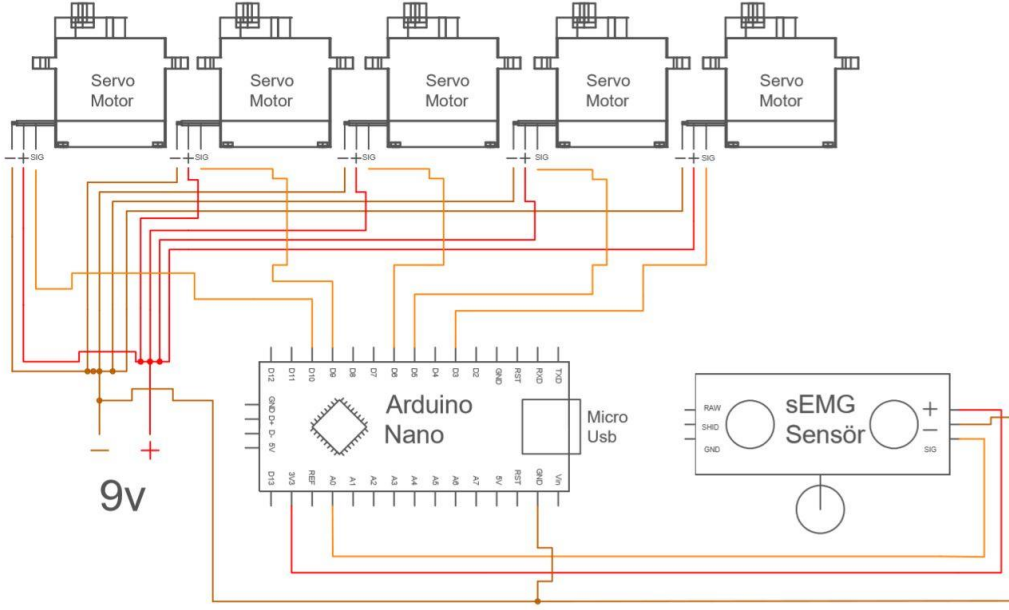 Servo
Motor
Servo
Motor
Servo
Motor
Servo
Motor
Servo
Motor
− + SIG
− + SIG
− + SIG
− + SIG
− + SIG
D12 D11 D10 D9 D8 D7 D6 D5 D4 D3 D2 GND RST RXD TXD
GND
D+
D-
5V
Arduino
Nano
Micro
Usb
D13 3V3 REF A0 A1 A2 A3 A4 A5 A6 A7 5V RST GND Vin
RAW
SHID
GND
sEMG
Sensör
+
−
SIG
− +
9v